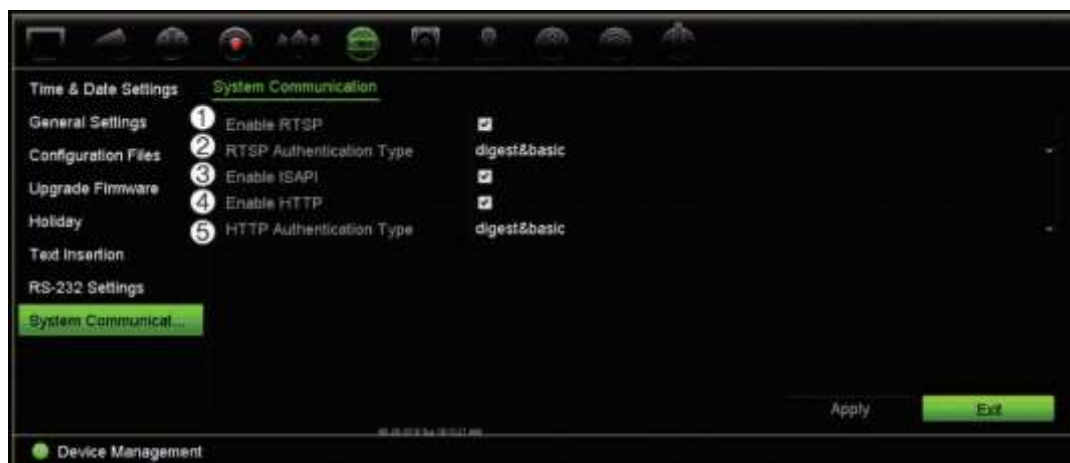 Time & Date Settings
System Communication
General Settings
① Enable RTSP
Configuration Files
② RTSP Authentication Type digest&basic
③ Enable ISAPI
Upgrade Firmware
④ Enable HTTP
Holiday
⑤ HTTP Authentication Type digest&basic
Text Insertion
RS-232 Settings
System Communicat...
Apply Exit
Device Management